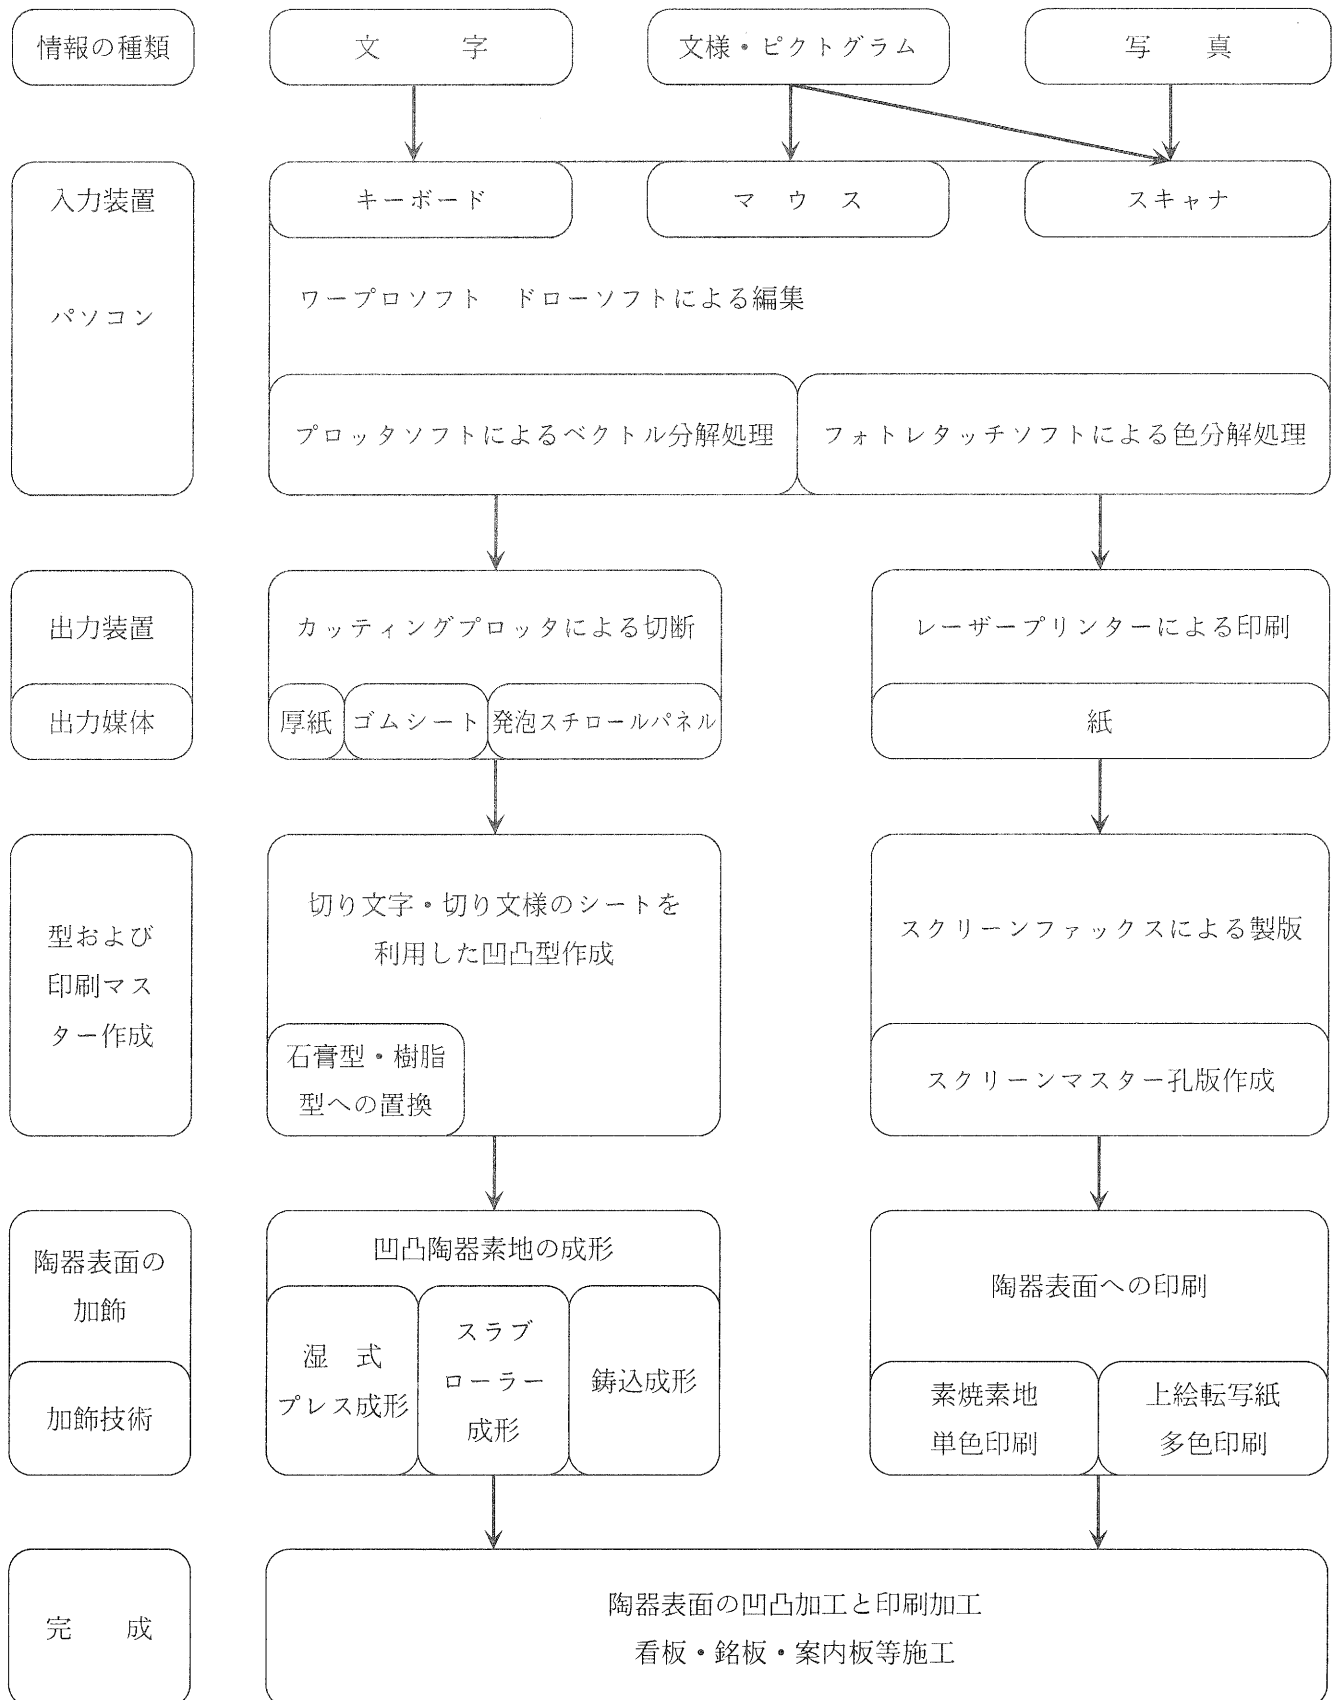 情報の種類
文字
文様・ピクトグラム
写真
入力装置
パソコン
キーボード
マウス
スキャナ
ワープロソフト ドローソフトによる編集
プロッタソフトによるベクトル分解処理
フォトレタッチソフトによる色分解処理
出力装置
カッティングプロッタによる切断
レーザープリンターによる印刷
出力媒体
厚紙
ゴムシート
発泡スチロールパネル
紙
型および
印刷マス
ター作成
切り文字・切り文様のシートを
利用した凹凸型作成
石膏型・樹脂
型への置換
スクリーンファックスによる製版
スクリーンマスター孔版作成
陶器表面の
加飾
加飾技術
凹凸陶器素地の成形
湿式
プレス成形
スラブ
ローラー
成形
鋳込成形
陶器表面への印刷
素焼素地
単色印刷
上絵転写紙
多色印刷
完成
陶器表面の凹凸加工と印刷加工
看板・銘板・案内板等施工